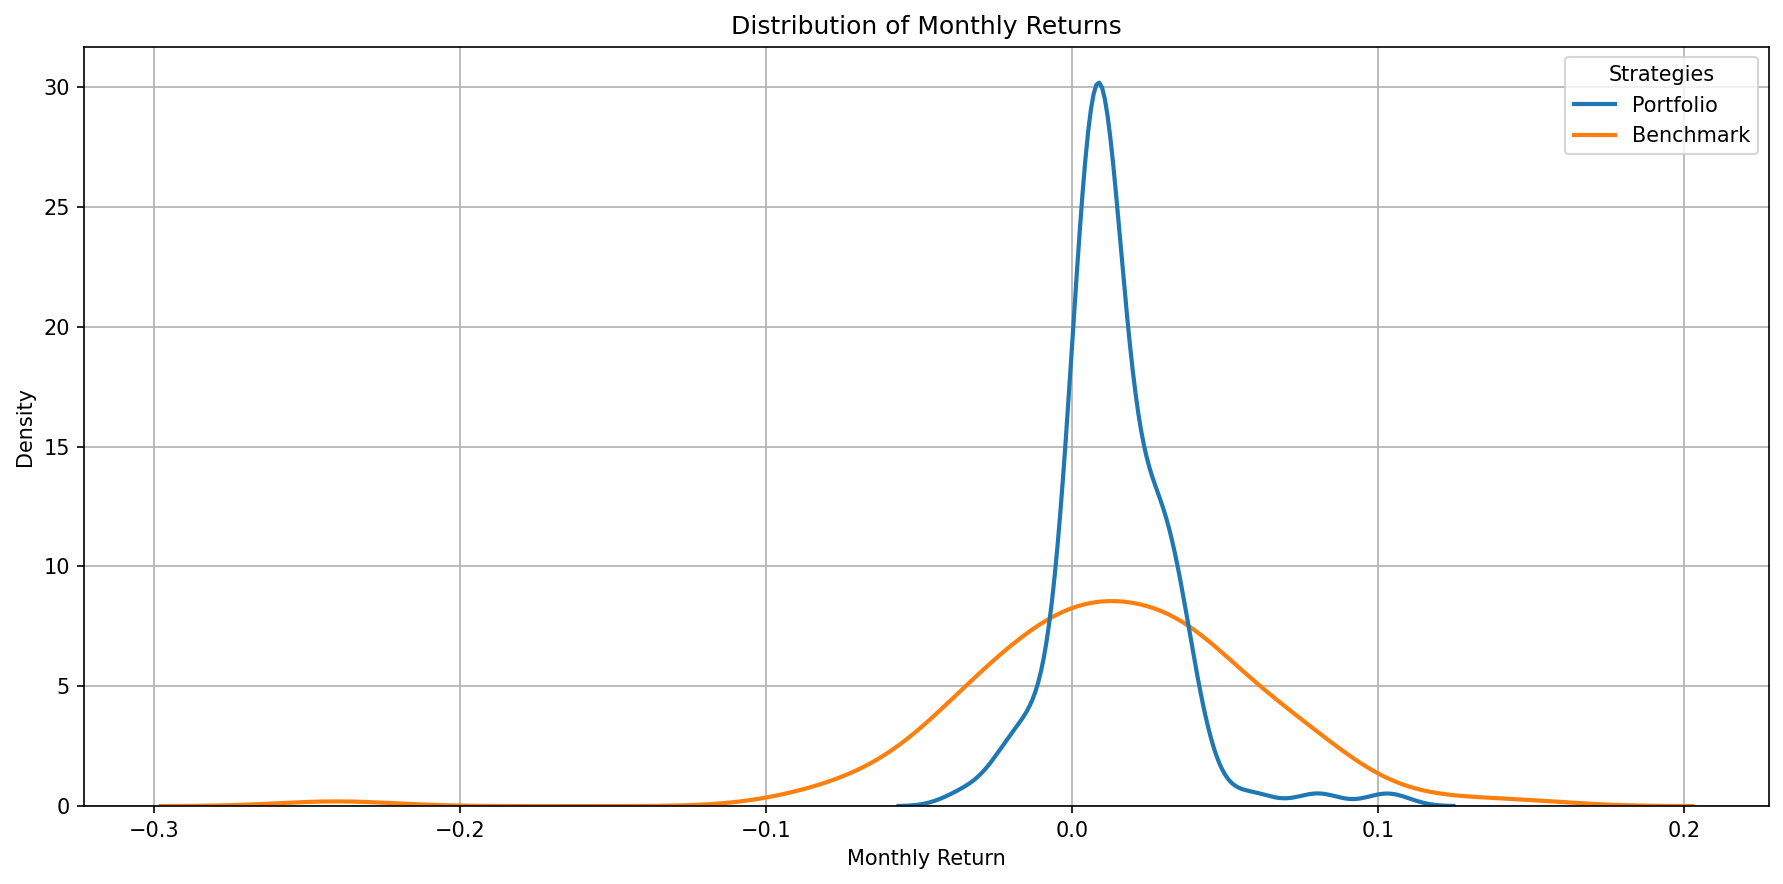 Distribution of Monthly Returns
Strategies
Portfolio
Benchmark
Density
30
25
20
15
10
5
0
−0.3 −0.2 −0.1 0.0 0.1 0.2
Monthly Return